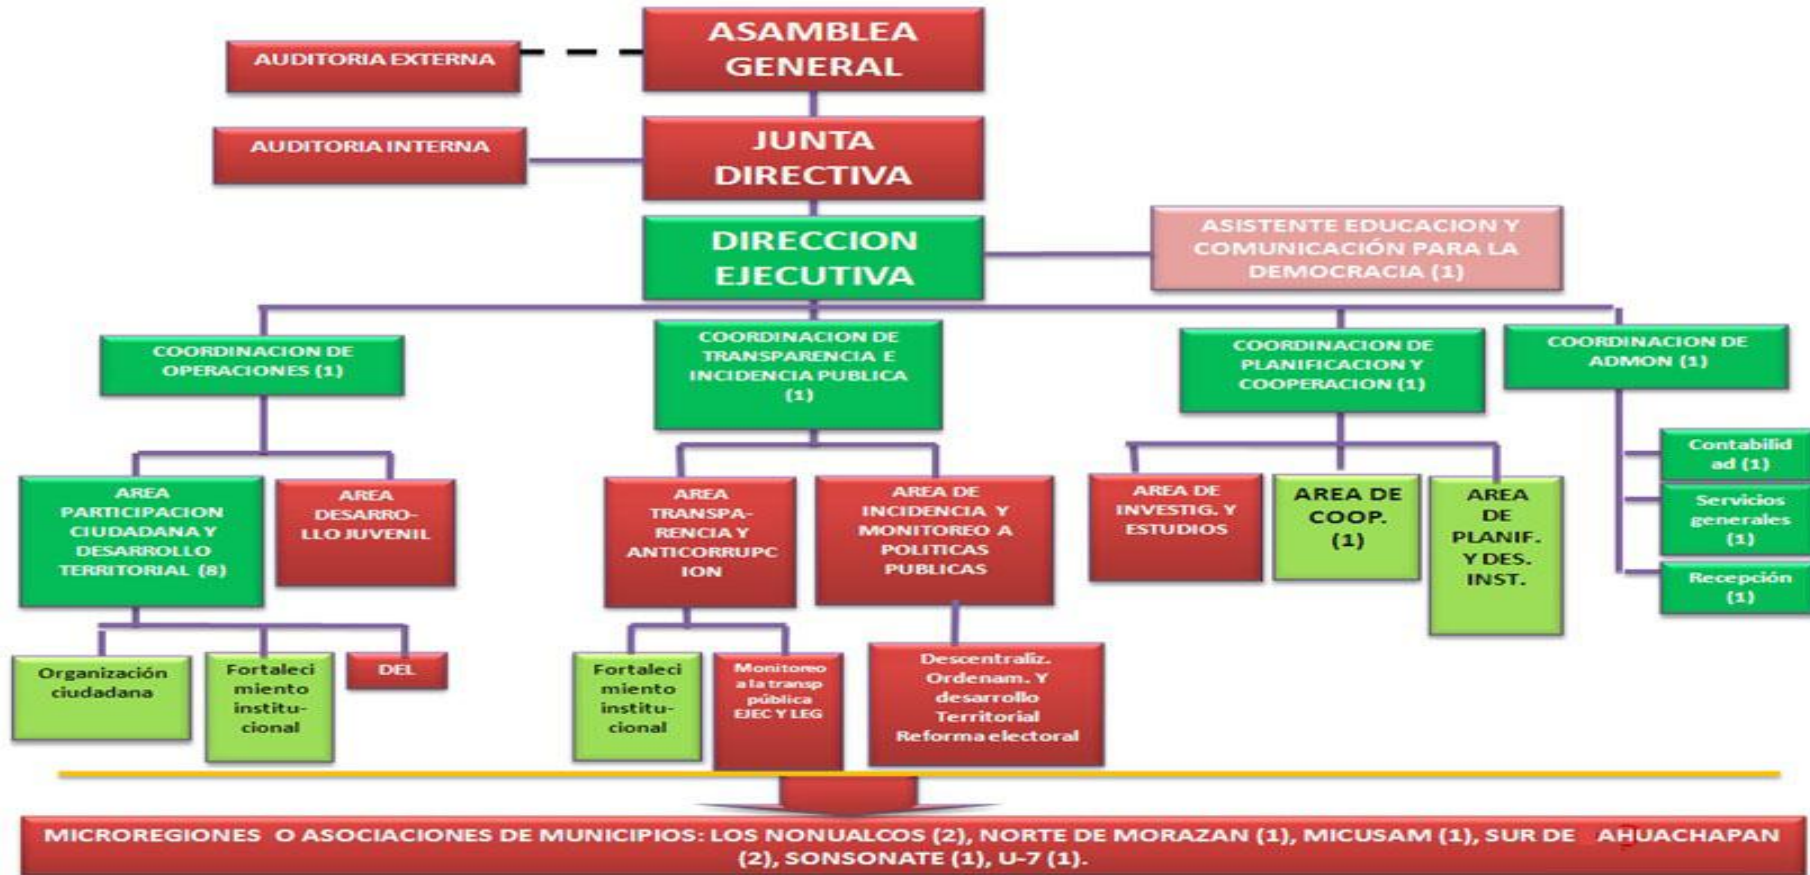 ASAMBLEA
GENERAL
AUDITORIA EXTERNA
JUNTA
DIRECTIVA
AUDITORIA INTERNA
DIRECCION
EJECUTIVA
ASISTENTE EDUCACION Y
COMUNICACIÓN PARA LA
DEMOCRACIA (1)
COORDINACION DE
OPERACIONES (1)
COORDINACION DE
TRANSPARENCIA E
INCIDENCIA PUBLICA
(1)
COORDINACION DE
PLANIFICACION Y
COOPERACION (1)
COORDINACION DE
ADMON (1)
Contabilid
ad (1)
Servicios
generales
(1)
Recepción
(1)
AREA
PARTICIPACION
CIUDADANA Y
DESARROLLO
TERRITORIAL (8)
AREA
DESARRO-
LLO JUVENIL
AREA
TRANSPA-
RENCIA Y
ANTICORRUPC
ION
AREA DE
INCIDENCIA Y
MONITOREO A
POLITICAS
PUBLICAS
AREA DE
INVESTIG. Y
ESTUDIOS
AREA DE
COOP.
(1)
AREA
DE
PLANIF.
Y DES.
INST.
Organización
ciudadana
Fortaleci
miento
institu-
cional
DEL
Fortaleci
miento
institu-
cional
Monitoreo
a la transp
pública
EJEC Y LEG
Descentraliz.
Ordenam. Y
desarrollo
Territorial
Reforma electoral
MICROREGIONES O ASOCIACIONES DE MUNICIPIOS: LOS NONUALCOS (2), NORTE DE MORAZAN (1), MICUSAM (1), SUR DE AHUACHAPAN
(2), SONSONATE (1), U-7 (1).